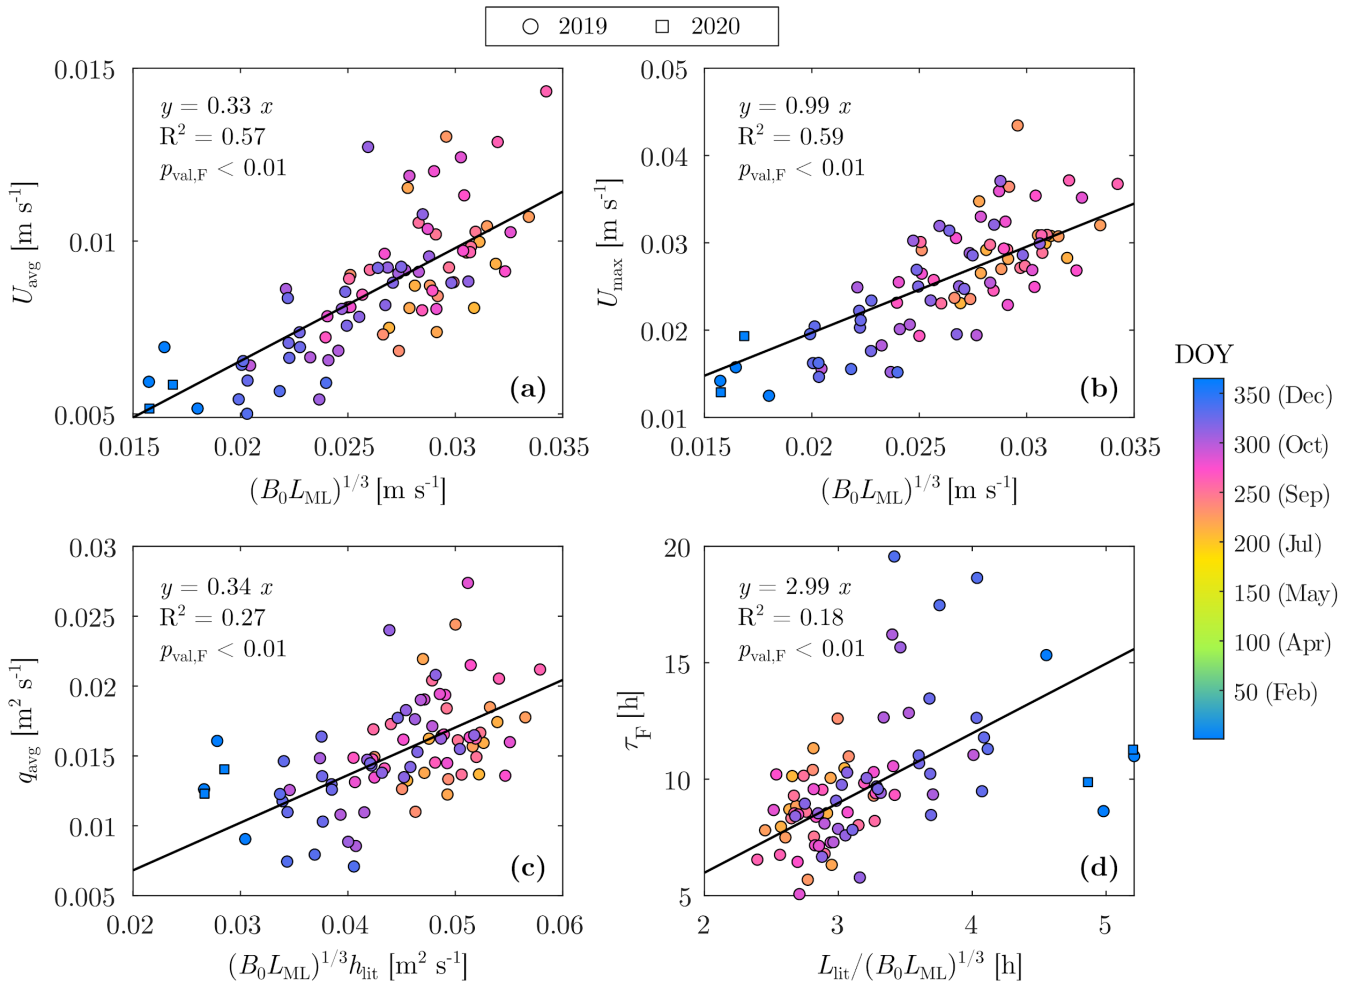 2019 2020
0.015
0.01
0.005
U_avg [m s⁻¹]
y = 0.33 x
R² = 0.57
p_val,F < 0.01
(a)
0.015 0.02 0.025 0.03 0.035
(B₀L_ML)^1/3 [m s⁻¹]
0.05
0.04
0.03
0.02
0.01
U_max [m s⁻¹]
y = 0.99 x
R² = 0.59
p_val,F < 0.01
(b)
0.015 0.02 0.025 0.03 0.035
(B₀L_ML)^1/3 [m s⁻¹]
DOY
350 (Dec)
300 (Oct)
250 (Sep)
200 (Jul)
150 (May)
100 (Apr)
50 (Feb)
0.03
0.025
0.02
0.015
0.01
0.005
q_avg [m² s⁻¹]
y = 0.34 x
R² = 0.27
p_val,F < 0.01
(c)
0.02 0.03 0.04 0.05 0.06
(B₀L_ML)^1/3 h_lit [m² s⁻¹]
20
15
10
5
τ_F [h]
y = 2.99 x
R² = 0.18
p_val,F < 0.01
(d)
2 3 4 5
L_lit/(B₀L_ML)^1/3 [h]